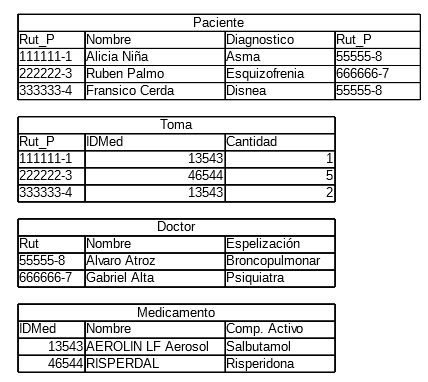 Paciente
Rut_P Nombre Diagnostico Rut_P
111111-1 Alicia Niña Asma 55555-8
222222-3 Ruben Palmo Esquizofrenia 666666-7
333333-4 Fransico Cerda Disnea 55555-8
Toma
Rut_P IDMed Cantidad
111111-1 13543 1
222222-3 46544 5
333333-4 13543 2
Doctor
Rut Nombre Espelización
55555-8 Alvaro Atroz Broncopulmonar
666666-7 Gabriel Alta Psiquiatra
Medicamento
IDMed Nombre Comp. Activo
13543 AEROLIN LF Aerosol Salbutamol
46544 RISPERDAL Risperidona